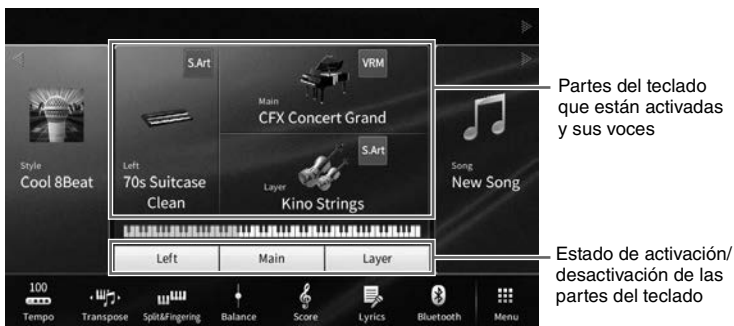 S.Art
VRM
Main
CFX Concert Grand
Style
Cool 8Beat
Left
70s Suitcase
Clean
S.Art
Layer
Kino Strings
Song
New Song
Left
Main
Layer
100
Tempo
Transpose
Split&Fingering
Balance
Score
Lyrics
Bluetooth
Menu
Partes del teclado
que están activadas
y sus voces
Estado de activación/
desactivación de las
partes del teclado